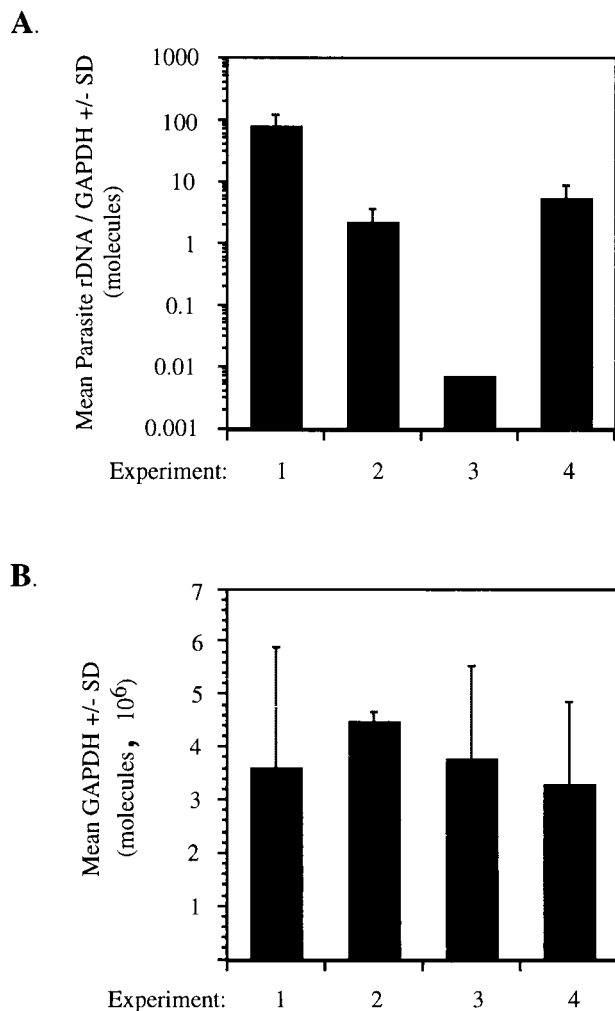 A.
Mean Parasite rDNA / GAPDH +/- SD
(molecules)
1000
100
10
1
0.1
0.01
0.001
Experiment: 1 2 3 4
B.
Mean GAPDH +/- SD
(molecules, 10⁶)
7
6
5
4
3
2
1
Experiment: 1 2 3 4